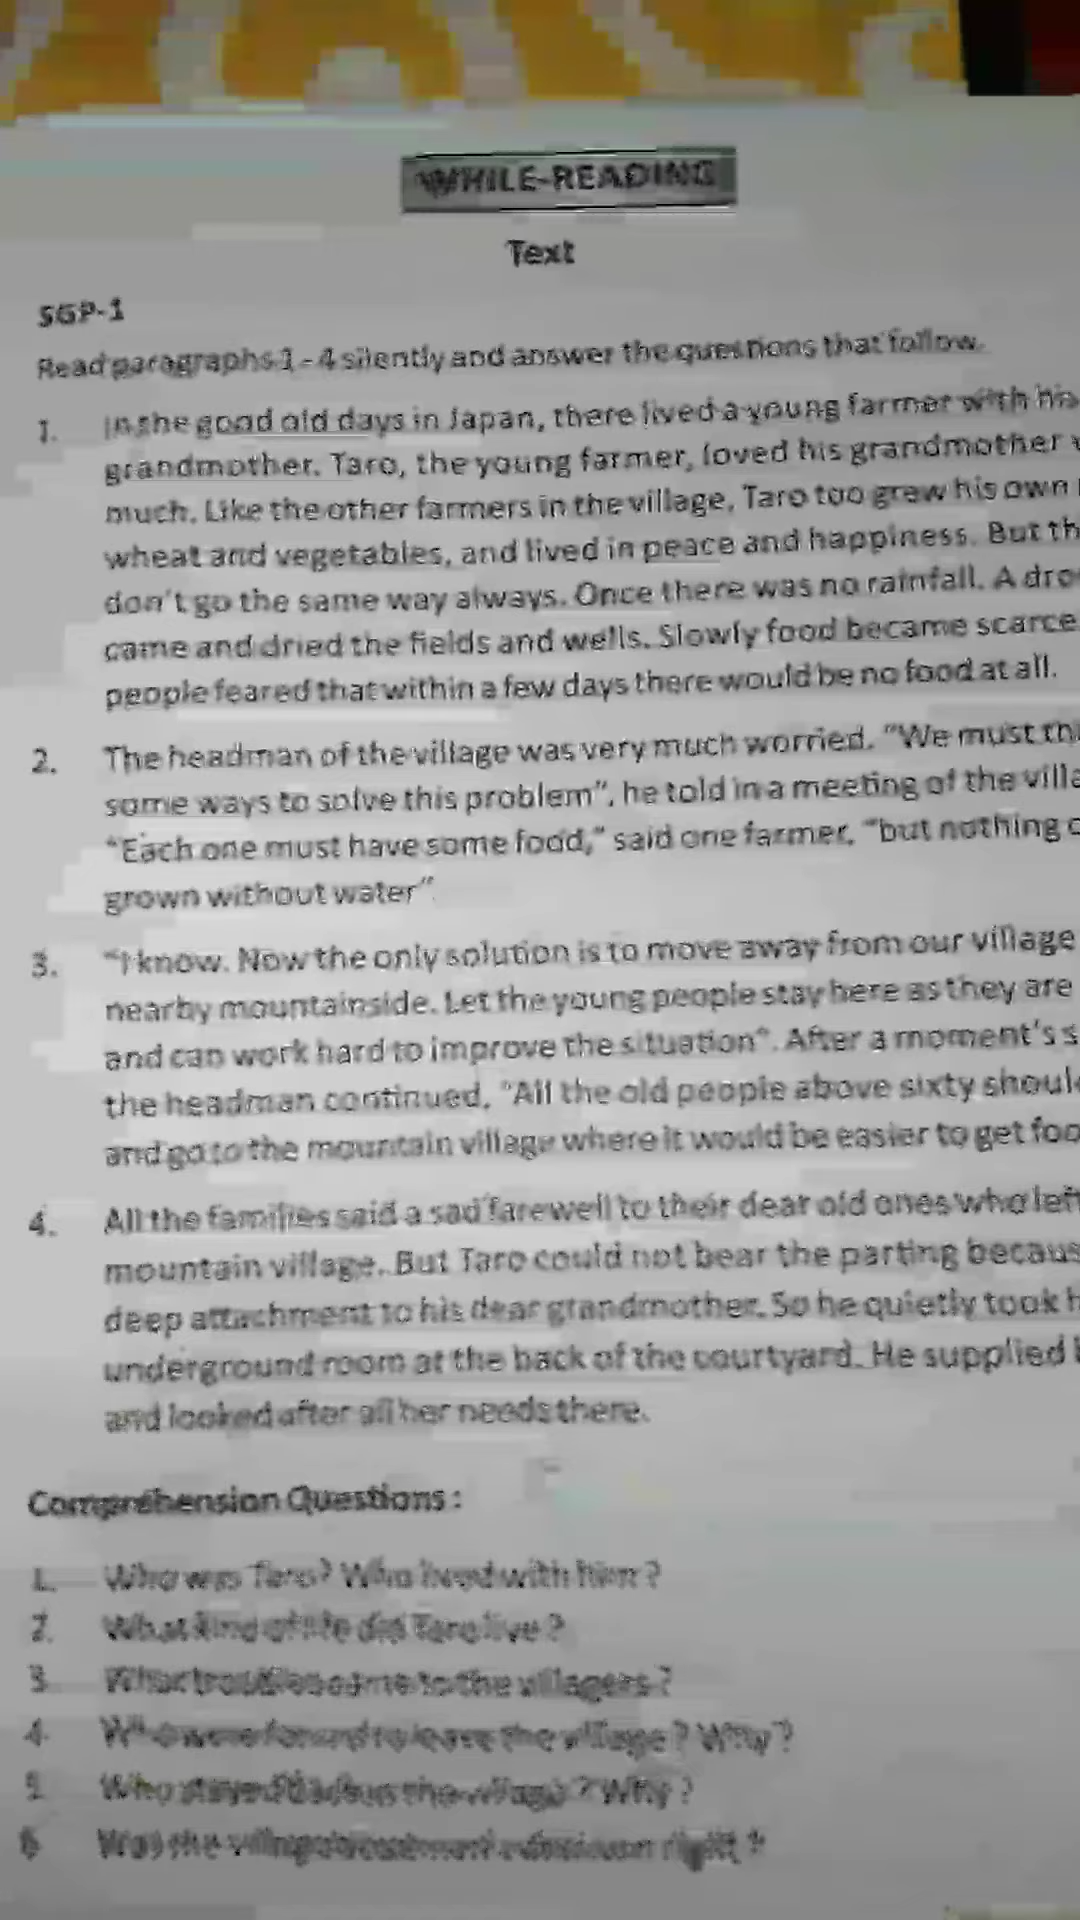 WHILE-READING
Text
SGP-1
Read paragraphs 1 - 4 silently and answer the questions that follow.
1. In the good old days in Japan, there lived a young farmer with his
grandmother. Taro, the young farmer, loved his grandmother
much. Like the other farmers in the village, Taro too grew his own
wheat and vegetables, and lived in peace and happiness. But
don't go the same way always. Once there was no rainfall. A
came and dried the fields and wells. Slowly food became scarce
people feared that within a few days there would be no food at all.
2. The headman of the village was very much worried. "We must
some ways to solve this problem", he told in a meeting of the
"Each one must have some food," said one farmer, "but nothing
grown without water".
3. "I know. Now the only solution is to move away from our village
nearby mountainside. Let the young people stay here as they are
and can work hard to improve the situation". After a moment's
the headman continued, "All the old people above sixty
and go to the mountain village where it would be easier to get
4. All the families said a sad farewell to their dear old ones who left
mountain village. But Taro could not bear the parting
deep attachment to his dear grandmother. So he quietly took
underground room at the back of the courtyard. He supplied
and looked after all her needs there.
Comprehension Questions :
1. Who was Taro? Who lived with him?
2. What kind of life did Taro live?
3. What troubles came to the villagers?
4. Who were forced to leave the village? Why?
5. Who stayed back in the village? Why?
6 Was the village right ?